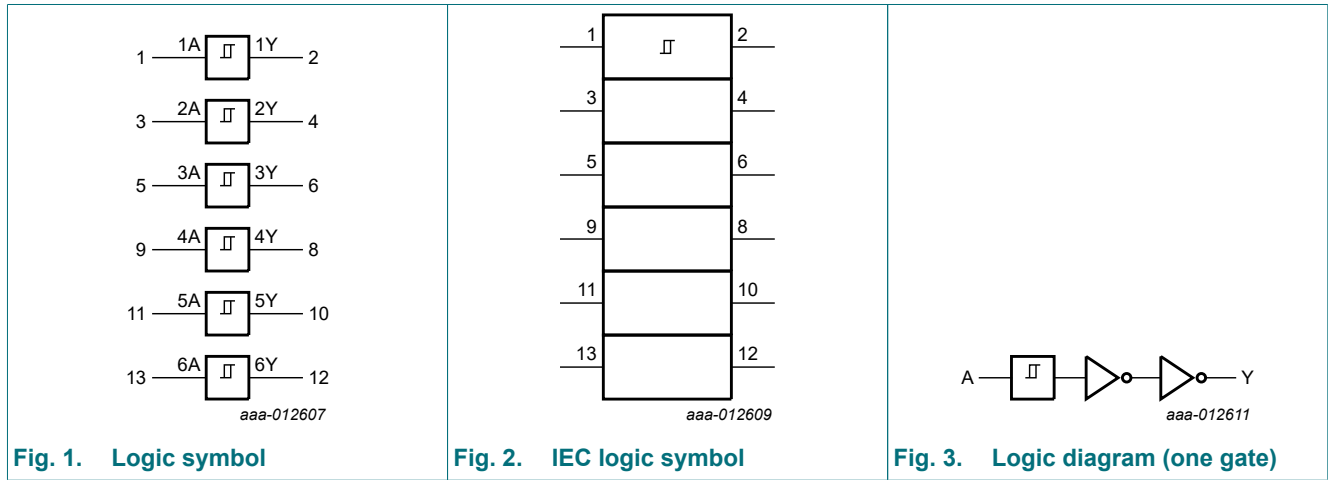 1 1A 1Y 2
3 2A 2Y 4
5 3A 3Y 6
9 4A 4Y 8
11 5A 5Y 10
13 6A 6Y 12
aaa-012607
Fig. 1. Logic symbol
1 2
3 4
5 6
9 8
11 10
13 12
aaa-012609
Fig. 2. IEC logic symbol
A Y
aaa-012611
Fig. 3. Logic diagram (one gate)